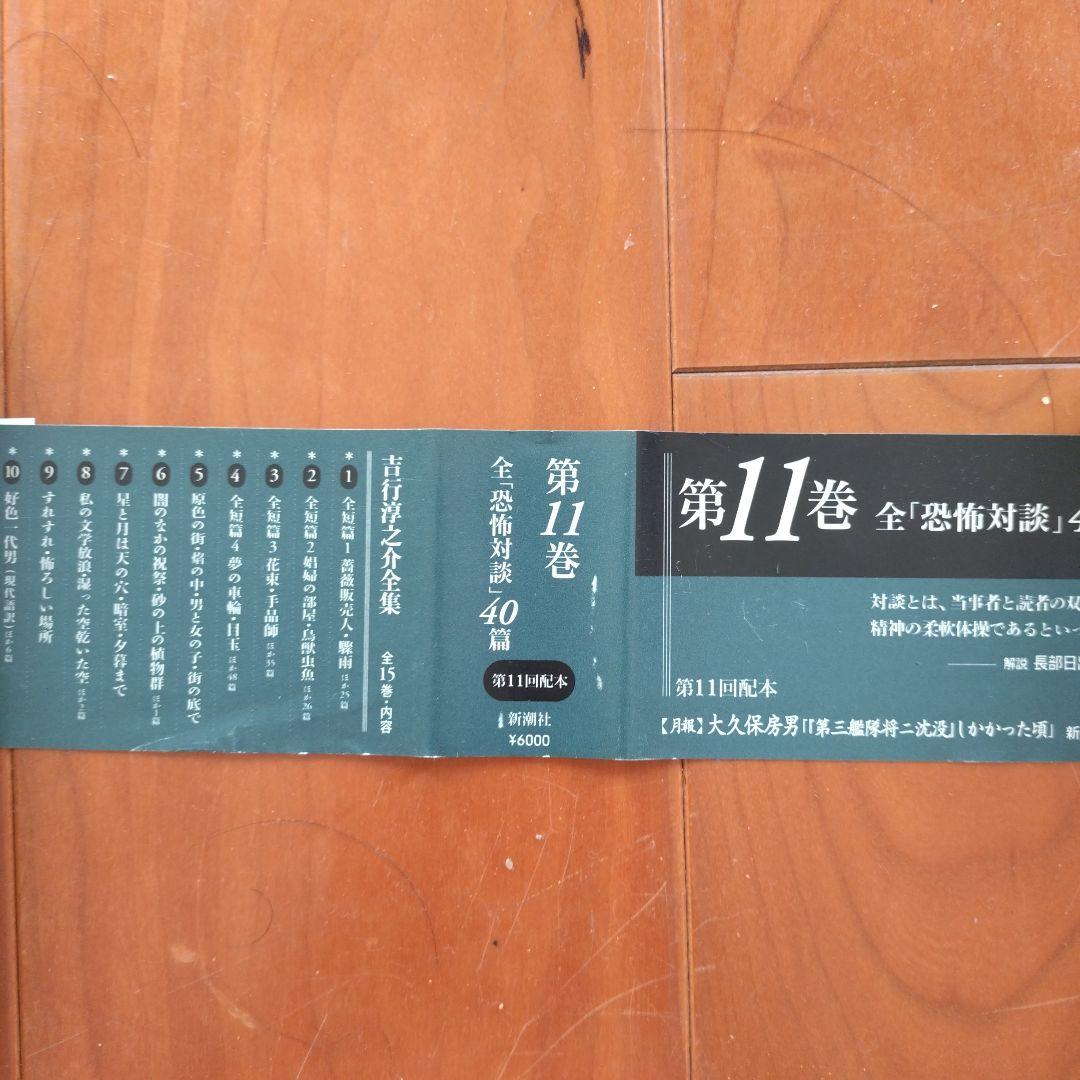 第11巻 全「恐怖対談」4
対談とは、当事者と読者の双
精神の柔軟体操であるという
解説 長部日出
第11回配本
【月報】大久保房男「「第三艦隊将ニ沈没」しかかった頃」 新
第11巻
全「恐怖対談」40篇
第11回配本
新潮社
¥6000
吉行淳之介全集 全15巻・内容
*1 全短篇1 薔薇販売人・驟雨 ほか25篇
*2 全短篇2 娼婦の部屋・鳥獣虫魚 ほか26篇
*3 全短篇3 花束・手品師 ほか35篇
*4 全短篇4 夢の車輪・目玉 ほか48篇
*5 原色の街・焰の中・男と女の子・街の底で
*6 闇のなかの祝祭・砂の上の植物群 ほか1篇
*7 星と月は天の穴・暗室・夕暮まで
*8 私の文学放浪・湿った空乾いた空 ほか2篇
*9 すれすれ・怖ろしい場所
*10 好色一代男(現代語訳)ほか6篇